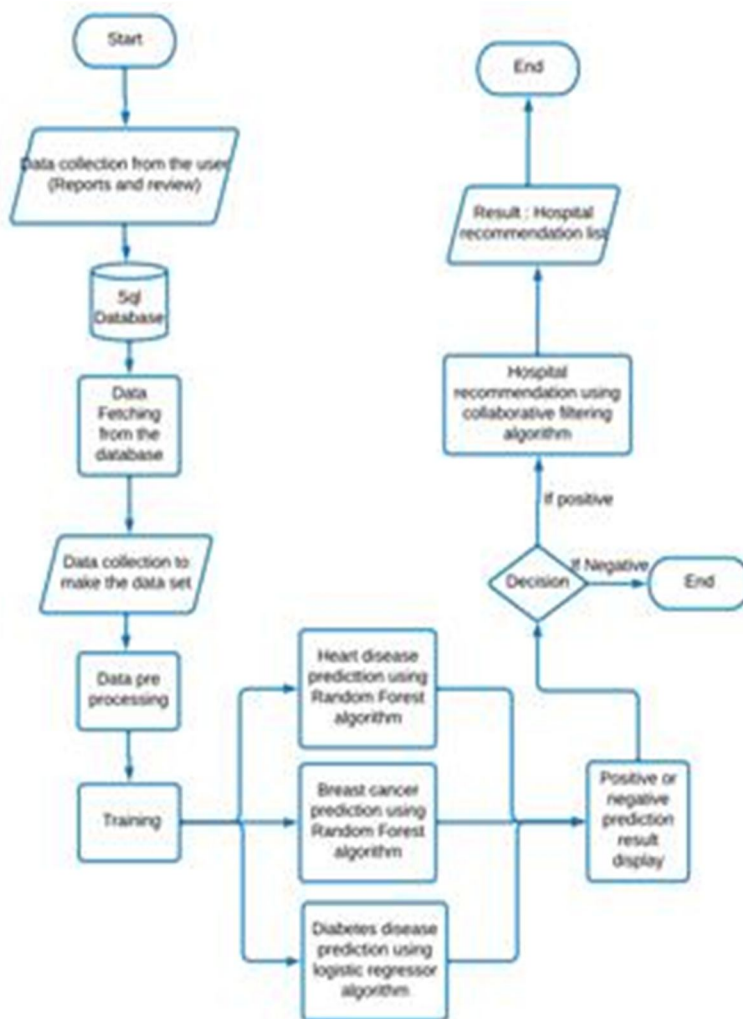 Start
Data collection from the user
(Reports and review)
Sql
Database
Data
Fetching
from the
database
Data collection to
make the data set
Data pre
processing
Training
Heart disease
predicttion using
Random Forest
algorithm
Breast cancer
prediction using
Random Forest
algorithm
Diabetes disease
prediction using
logistic regressor
algorithm
Positive or
negative
prediction
result
display
Decision
If Negative
End
If positive
Hospital
recommendation using
collaborative filtering
algorithm
Result : Hospital
recommendation list
End